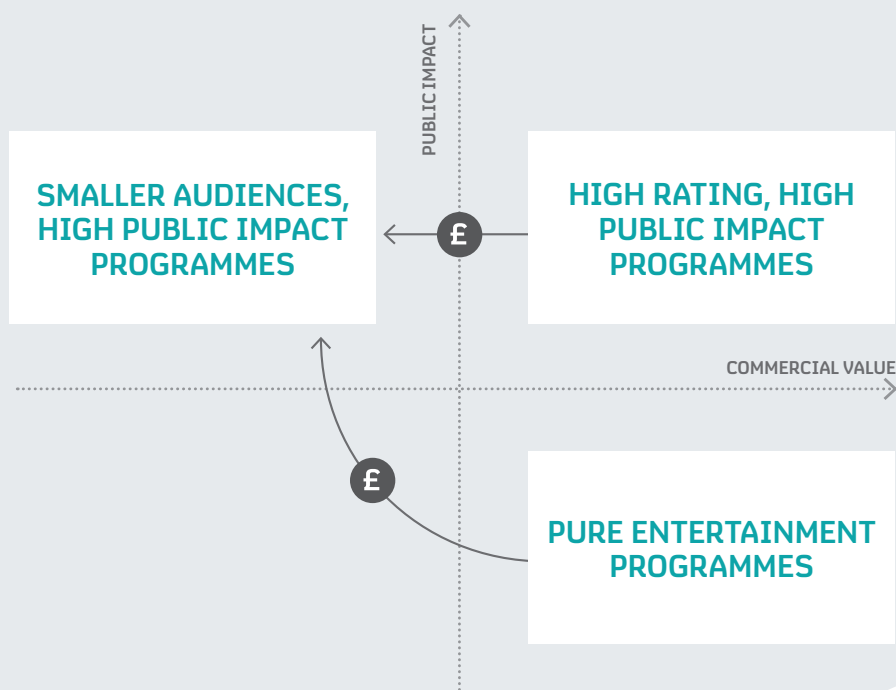 PUBLIC IMPACT
SMALLER AUDIENCES,
HIGH PUBLIC IMPACT
PROGRAMMES
£
HIGH RATING, HIGH
PUBLIC IMPACT
PROGRAMMES
COMMERCIAL VALUE
£
PURE ENTERTAINMENT
PROGRAMMES